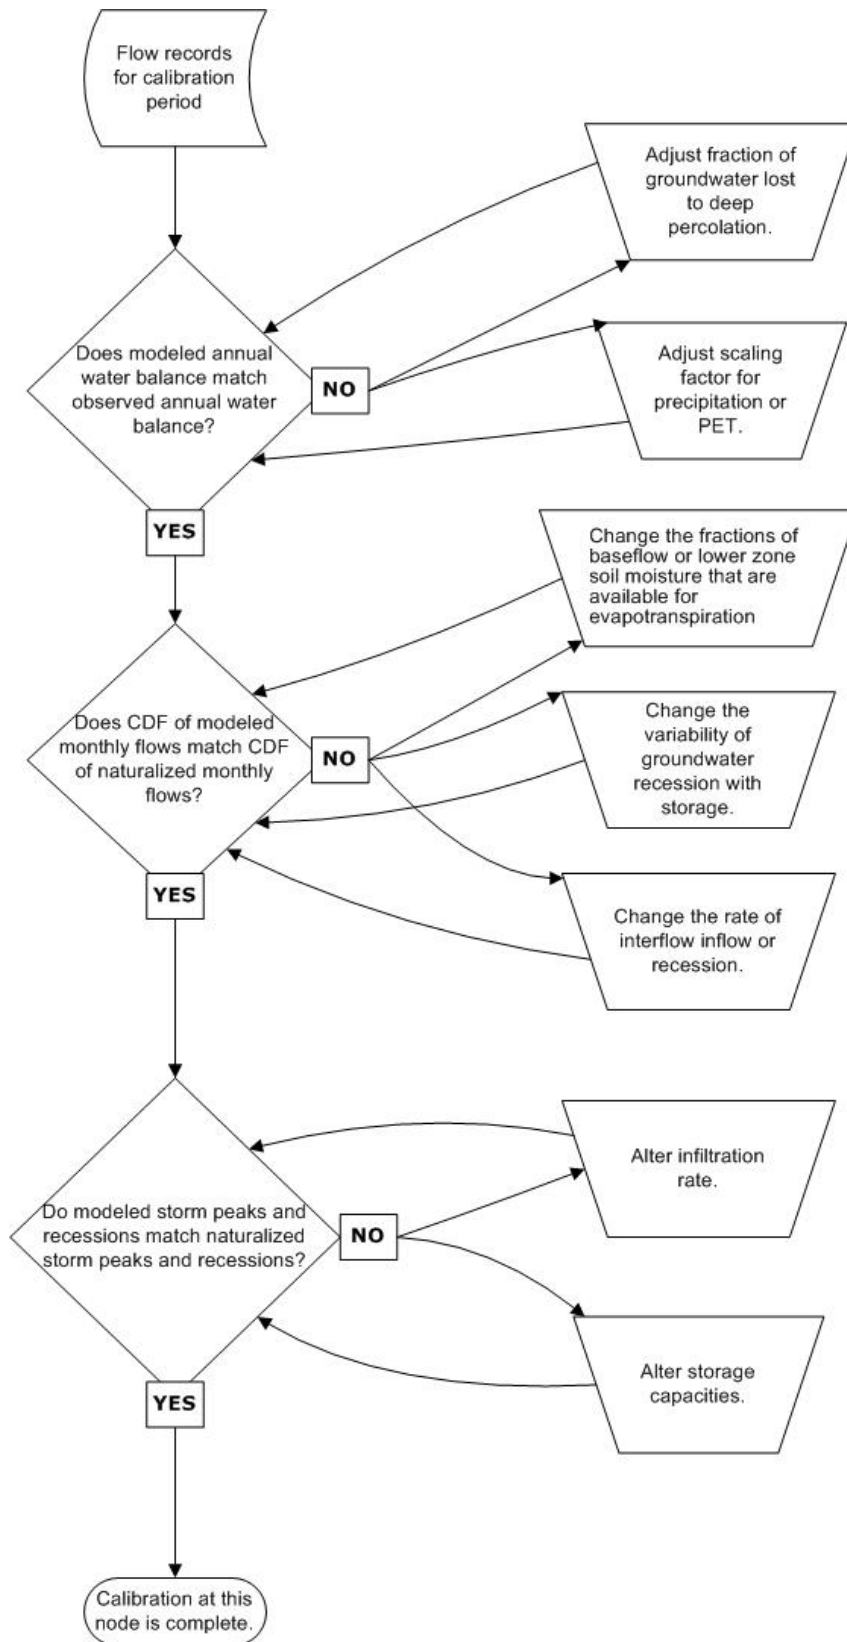 Flow records
for calibration
period
Adjust fraction of
groundwater lost
to deep
percolation.
Does modeled annual
water balance match
observed annual water
balance?
NO
Adjust scaling
factor for
precipitation or
PET.
YES
Change the fractions of
baseflow or lower zone
soil moisture that are
available for
evapotranspiration
Does CDF of modeled
monthly flows match CDF
of naturalized monthly
flows?
NO
Change the
variability of
groundwater
recession with
storage.
YES
Change the rate of
interflow inflow or
recession.
Alter infiltration
rate.
Do modeled storm peaks and
recessions match naturalized
storm peaks and recessions?
NO
Alter storage
capacities.
YES
Calibration at this
node is complete.